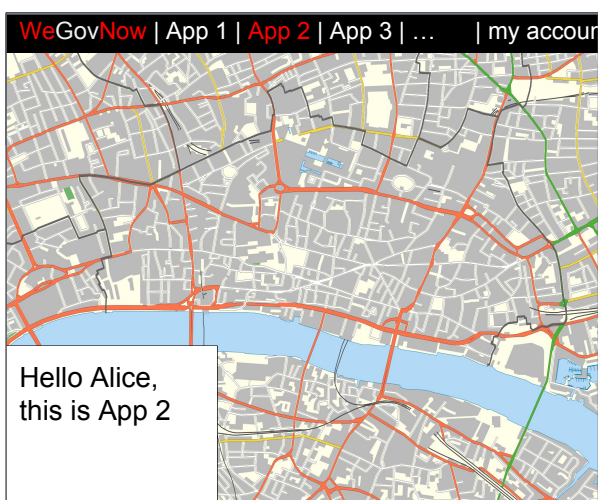 WeGovNow | App 1 | App 2 | App 3 | … | my accoun
Hello Alice,
this is App 2